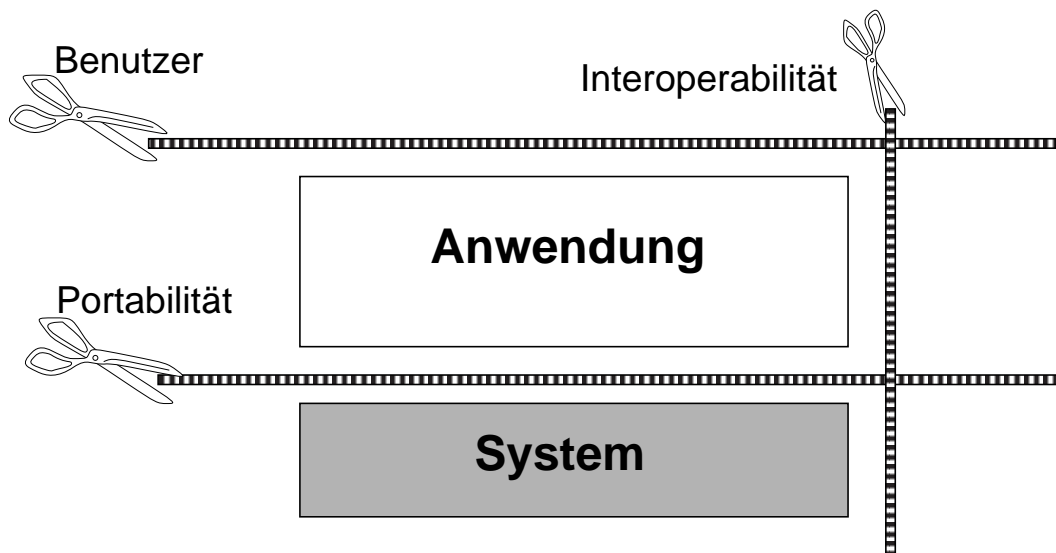 Benutzer
Interoperabilität
Anwendung
Portabilität
System